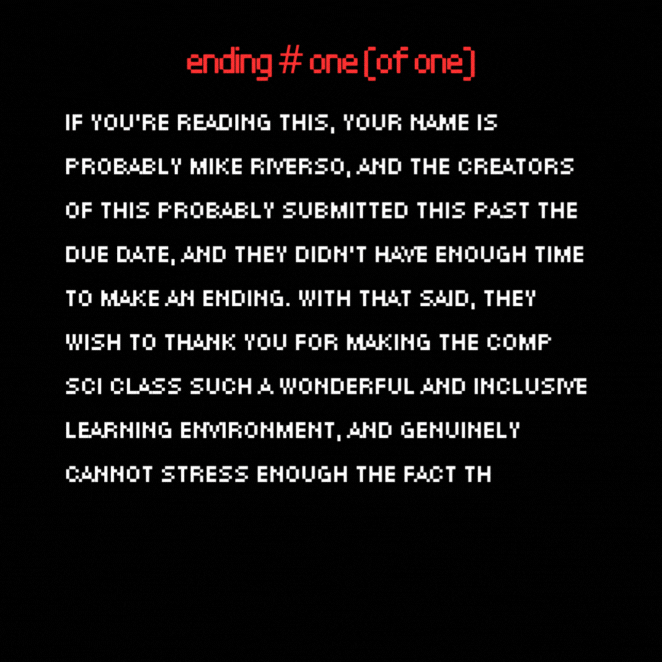 ending # one (of one)
IF YOU'RE READING THIS, YOUR NAME IS
PROBABLY MIKE RIVERSO, AND THE CREATORS
OF THIS PROBABLY SUBMITTED THIS PAST THE
DUE DATE, AND THEY DIDN'T HAVE ENOUGH TIME
TO MAKE AN ENDING. WITH THAT SAID, THEY
WISH TO THANK YOU FOR MAKING THE COMP
SCI CLASS SUCH A WONDERFUL AND INCLUSIVE
LEARNING ENVIRONMENT, AND GENUINELY
CANNOT STRESS ENOUGH THE FACT TH